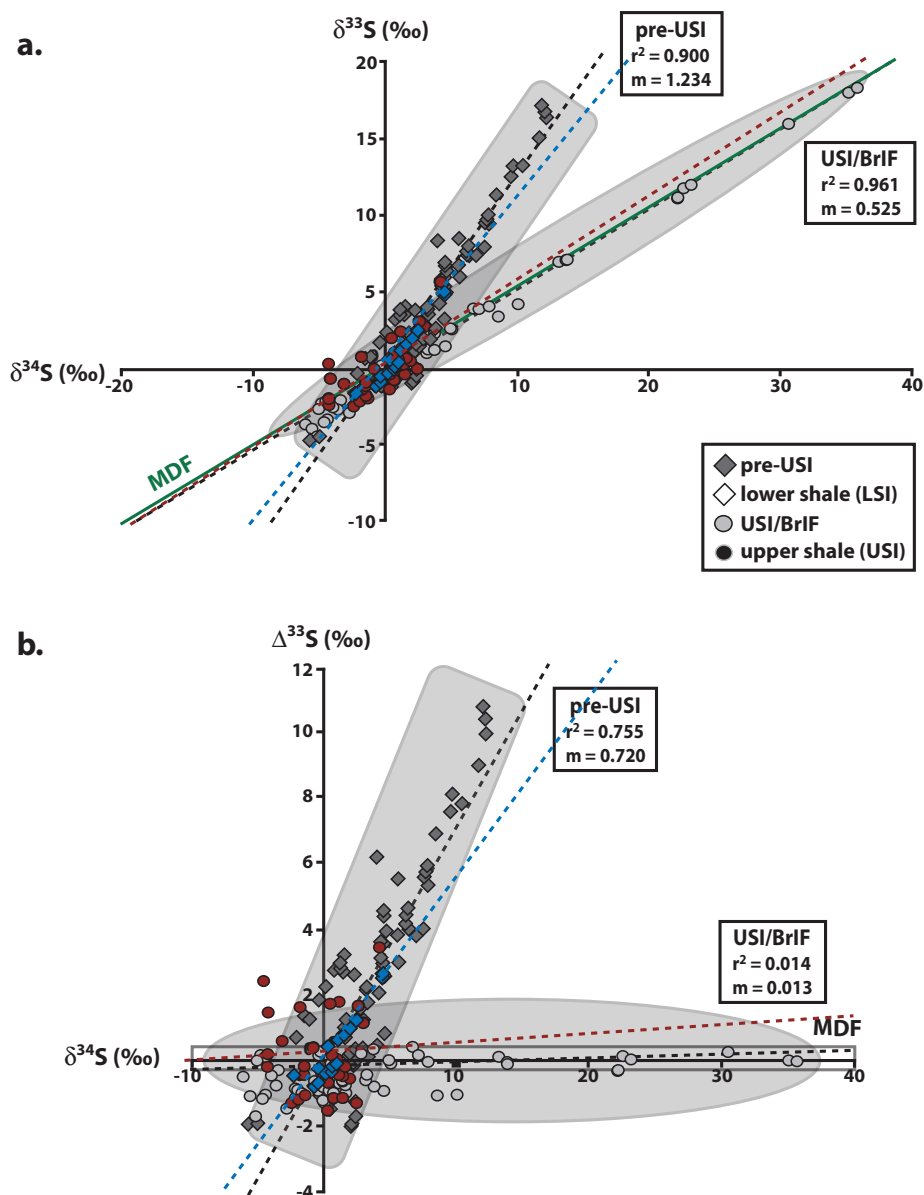 a.
δ³³S (‰)
pre-USI
r² = 0.900
m = 1.234
20
15
10
5
-5
-10
USI/BrIF
r² = 0.961
m = 0.525
δ³⁴S (‰)
-20
-10
10
20
30
40
MDF
pre-USI
lower shale (LSI)
USI/BrIF
upper shale (USI)
b.
Δ³³S (‰)
12
10
8
6
4
2
-2
-4
pre-USI
r² = 0.755
m = 0.720
USI/BrIF
r² = 0.014
m = 0.013
MDF
δ³⁴S (‰)
-10
10
20
30
40